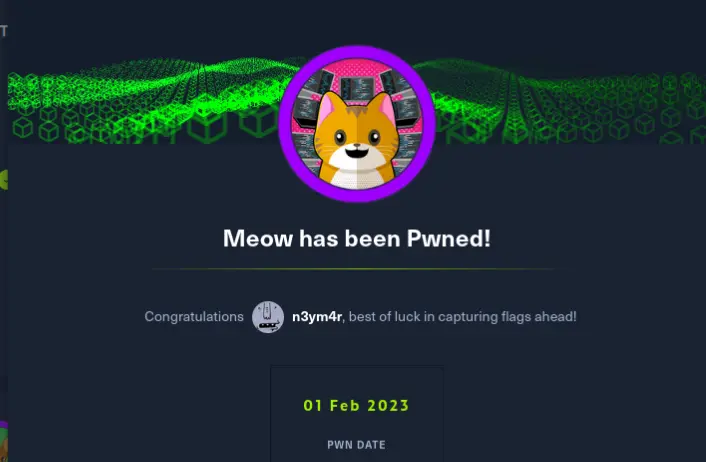 T
Meow has been Pwned!
Congratulations n3ym4r, best of luck in capturing flags ahead!
01 Feb 2023
PWN DATE